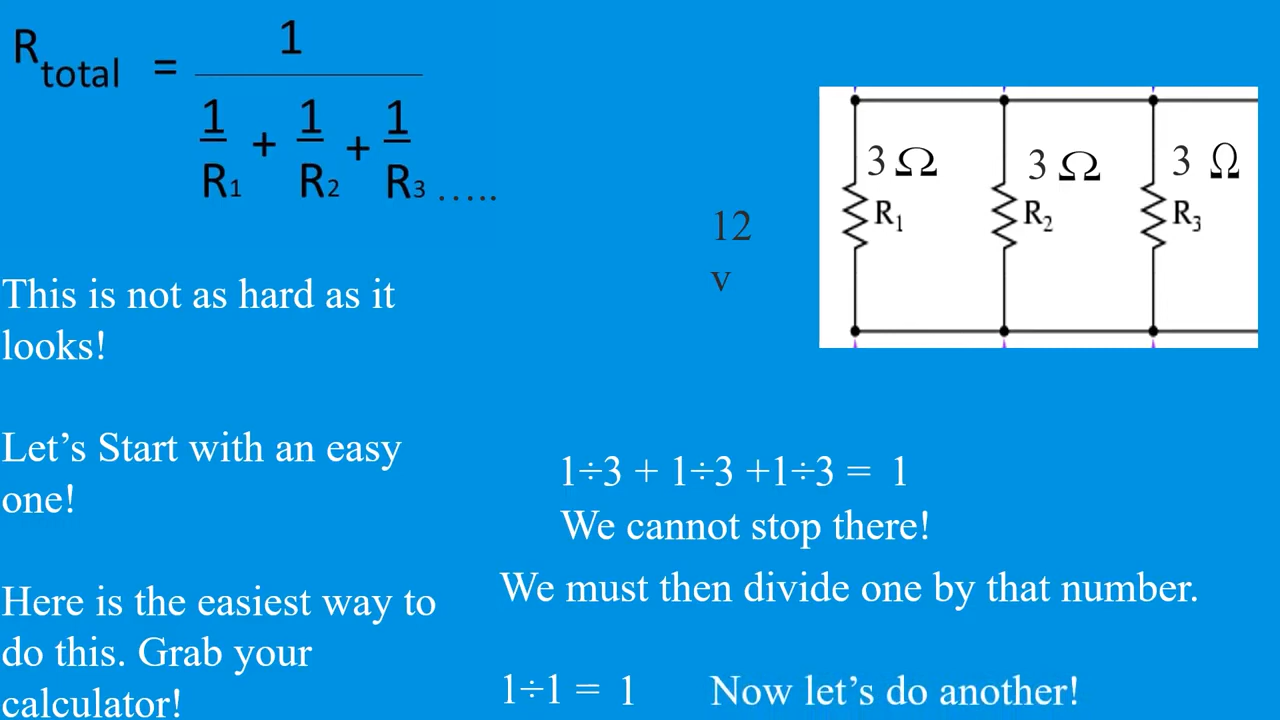 R total = 1
1 + 1 + 1
R1 R2 R3 .....
This is not as hard as it
looks!
Let’s Start with an easy
one!
Here is the easiest way to
do this. Grab your
calculator!
12
v
3 Ω 3 Ω 3 Ω
R1 R2 R3
1÷3 + 1÷3 +1÷3 = 1
We cannot stop there!
We must then divide one by that number.
1÷1 = 1 Now let’s do another!